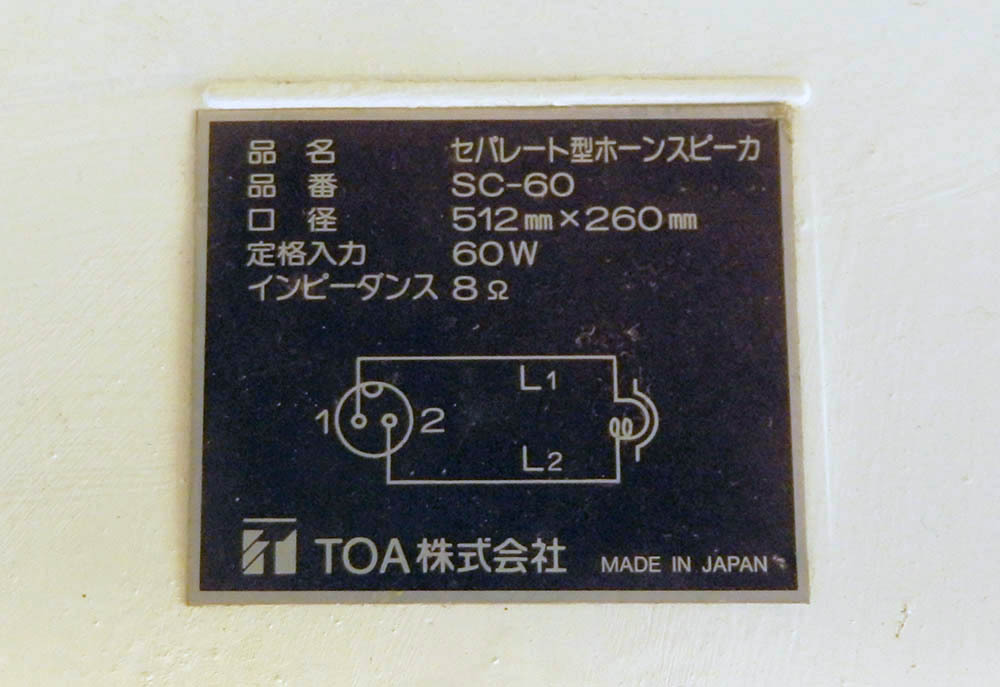 品 名 セパレート型ホーンスピーカ
品 番 SC-60
口 径 512㎜×260㎜
定格入力 60W
インピーダンス 8Ω
L1
1 2
L2
TOA株式会社 MADE IN JAPAN